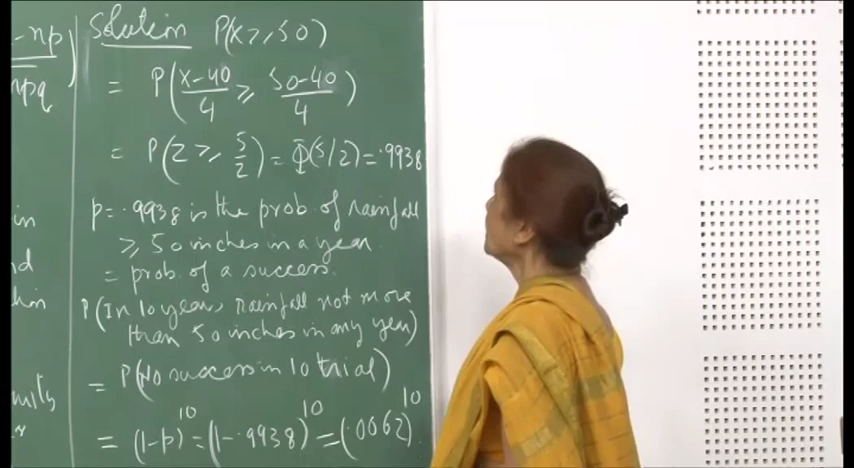 -np
npq
Solution P(X >, 50)
= P(X-40/4 >, 50-40/4)
= P(Z >, 5/2) = Φ̄(5/2) = .9938
p = .9938 is the prob. of rainfall
>, 50 inches in a year.
= prob. of a success.
P(In 10 years, rainfall not more
than 50 inches in any year)
= P(No success in 10 trial)
= (1-p)^10 = (1-.9938)^10 = (.0062)^10.
in